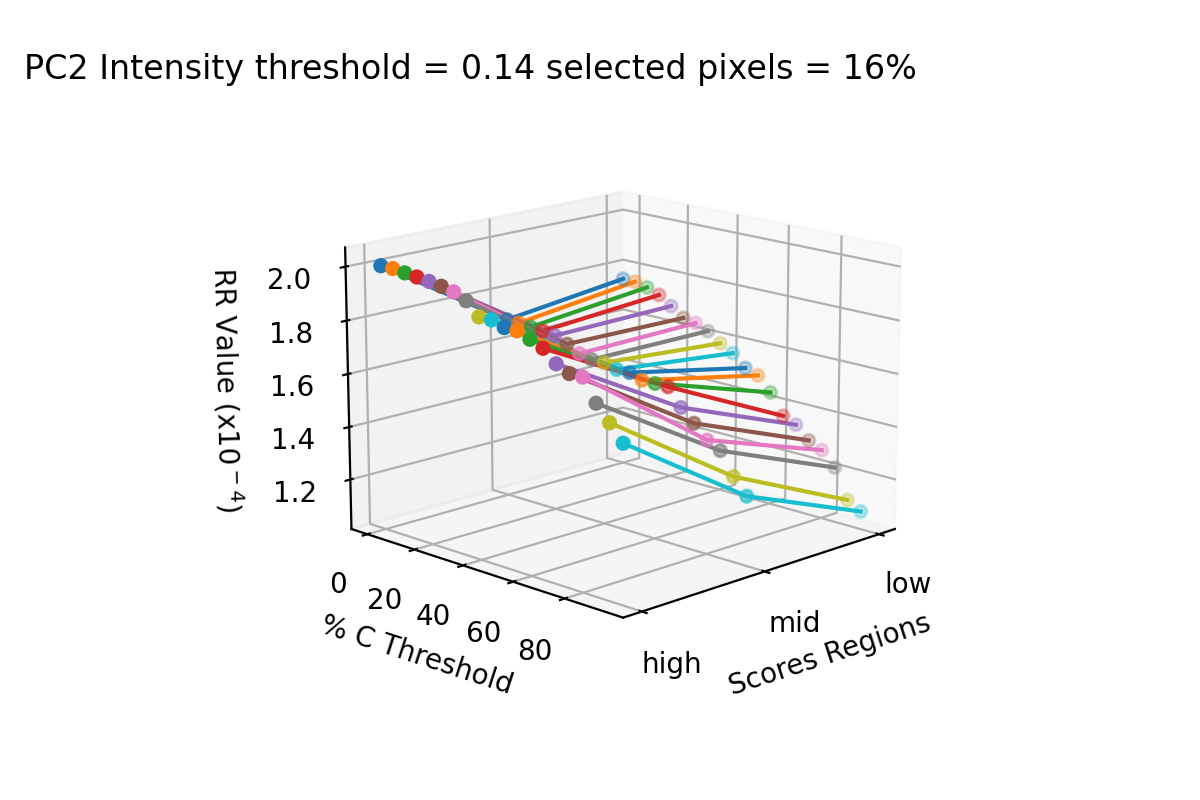 PC2 Intensity threshold = 0.14 selected pixels = 16%
RR Value (x10⁻⁴)
2.0
1.8
1.6
1.4
1.2
0
20
40
60
80
% C Threshold
high
mid
low
Scores Regions